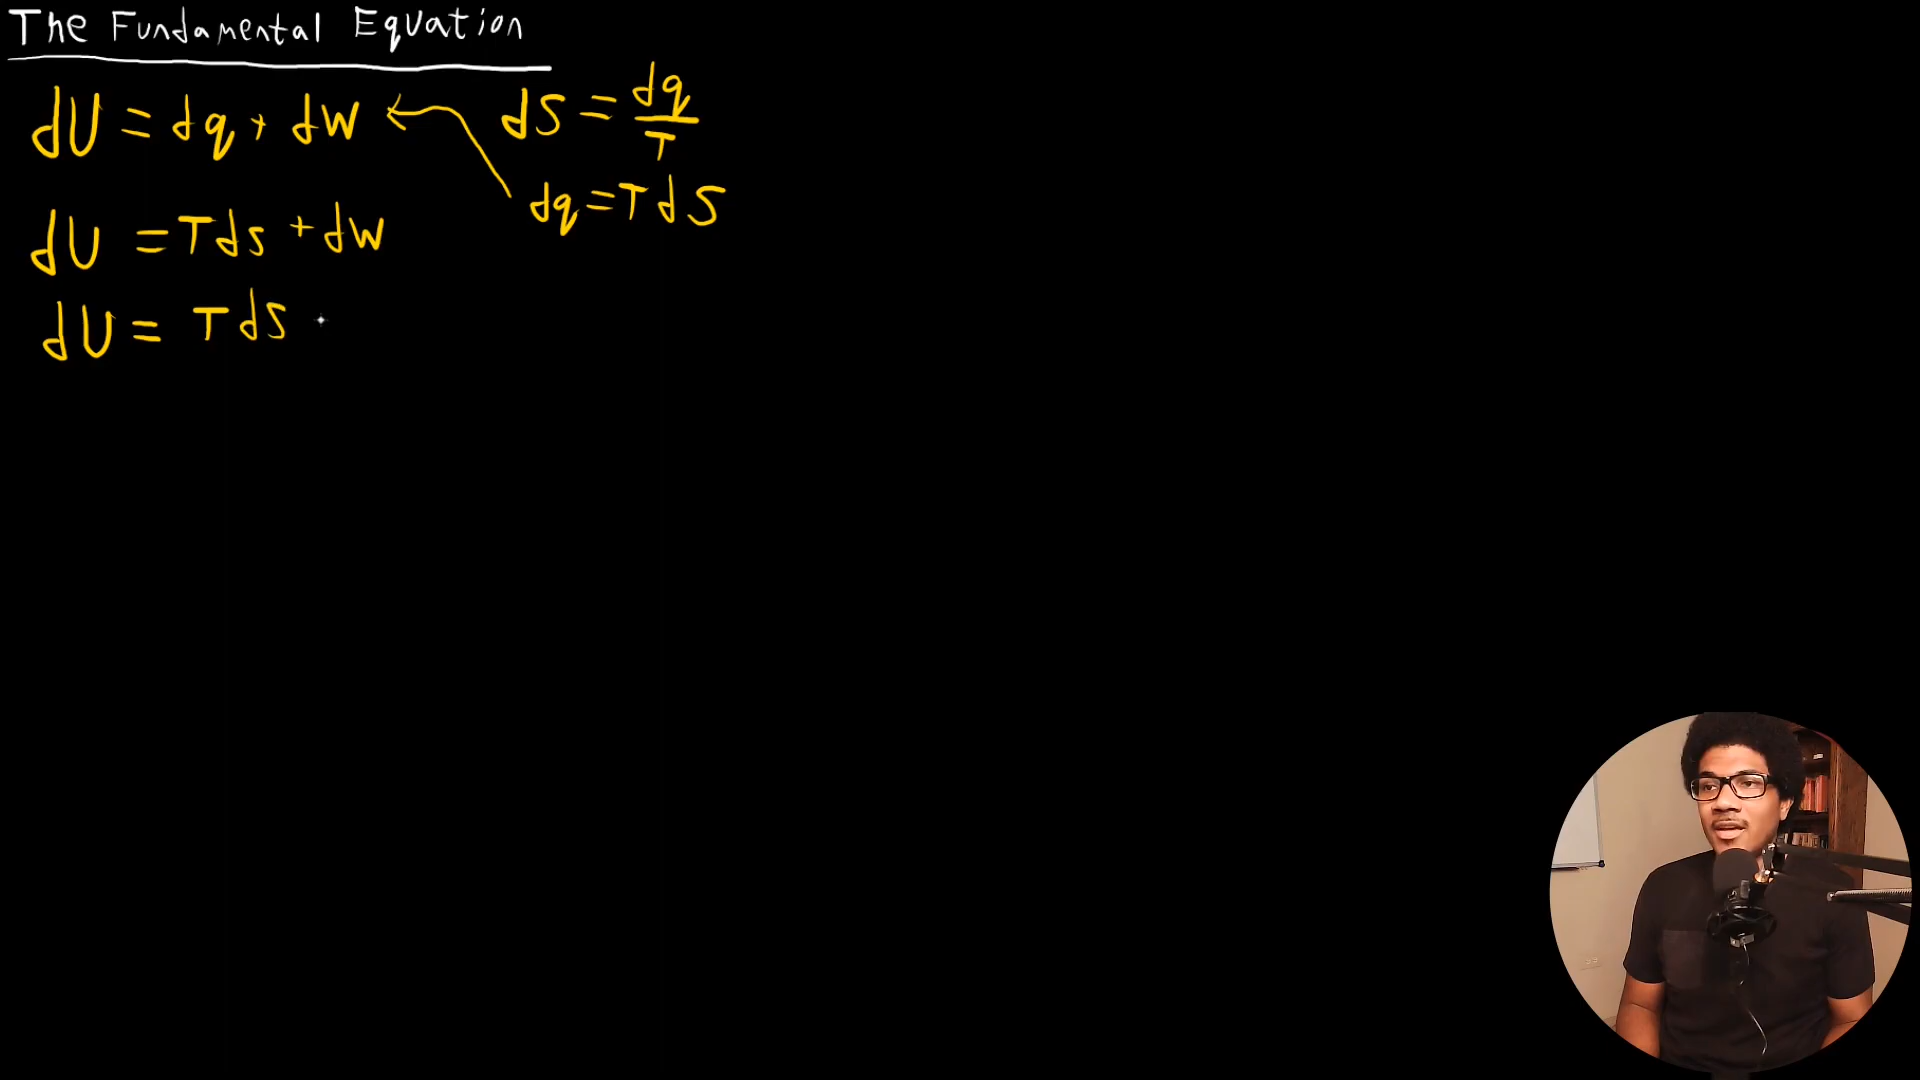 The Fundamental Equation
dU = dq + dW
dS = dq/T
dq = TdS
dU = Tds + dW
dU = TdS